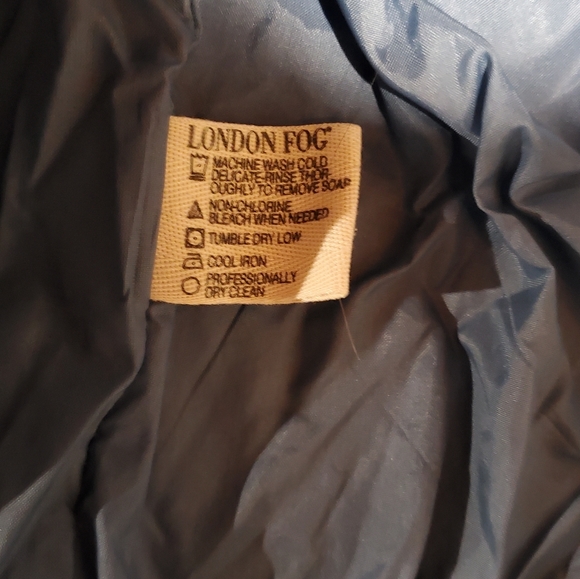 LONDON FOG®
MACHINE WASH COLD
DELICATE-RINSE THOR-
OUGHLY TO REMOVE SOAP
NON-CHLORINE
BLEACH WHEN NEEDED
TUMBLE DRY LOW
COOL IRON
PROFESSIONALLY
DRY CLEAN